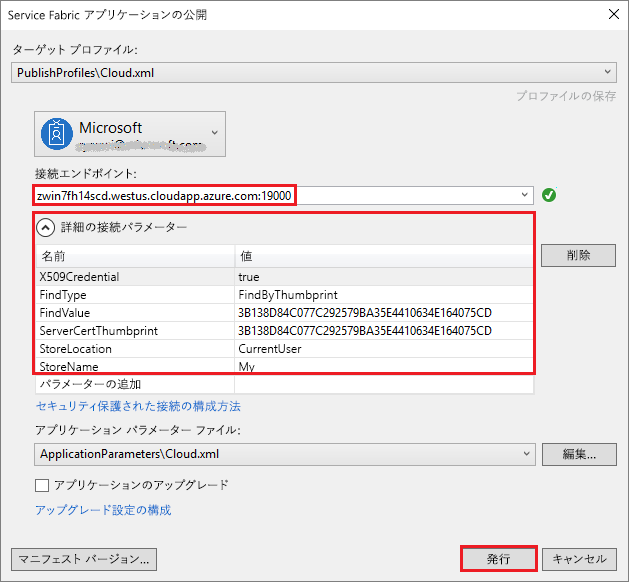 Service Fabric アプリケーションの公開
ターゲット プロファイル:
PublishProfiles\Cloud.xml
プロファイルの保存
Microsoft
接続エンドポイント:
zwin7fh14scd.westus.cloudapp.azure.com:19000
詳細の接続パラメーター
削除
名前 値
X509Credential true
FindType FindByThumbprint
FindValue 3B138D84C077C292579BA35E4410634E164075CD
ServerCertThumbprint 3B138D84C077C292579BA35E4410634E164075CD
StoreLocation CurrentUser
StoreName My
パラメーターの追加
セキュリティ保護された接続の構成方法
アプリケーション パラメーター ファイル:
ApplicationParameters\Cloud.xml 編集...
アプリケーションのアップグレード
アップグレード設定の構成
マニフェスト バージョン... 発行 キャンセル